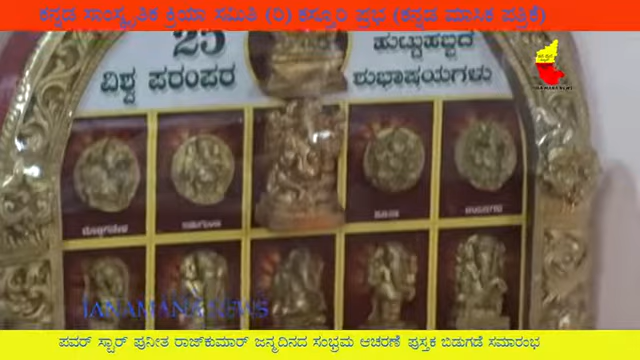 ಕನ್ನಡ ಸಾಂಸ್ಕೃತಿಕ ಕ್ರಿಯಾ ಸಮಿತಿ (ರಿ) ಕಸ್ತೂರಿ ಪ್ರಭ (ಕನ್ನಡ ಮಾಸಿಕ ಪತ್ರಿಕೆ)
25 ಹುಟ್ಟುಹಬ್ಬದ
ವಿಶ್ವ ಪರಂಪರ ಶುಭಾಷಯಗಳು
JANAMANA NEWS
ಪವರ್ ಸ್ಟಾರ್ ಪುನೀತ ರಾಜ್‌ಕುಮಾರ್ ಜನ್ಮದಿನದ ಸಂಭ್ರಮ ಆಚರಣೆ ಪುಸ್ತಕ ಬಿಡುಗಡೆ ಸಮಾರಂಭ